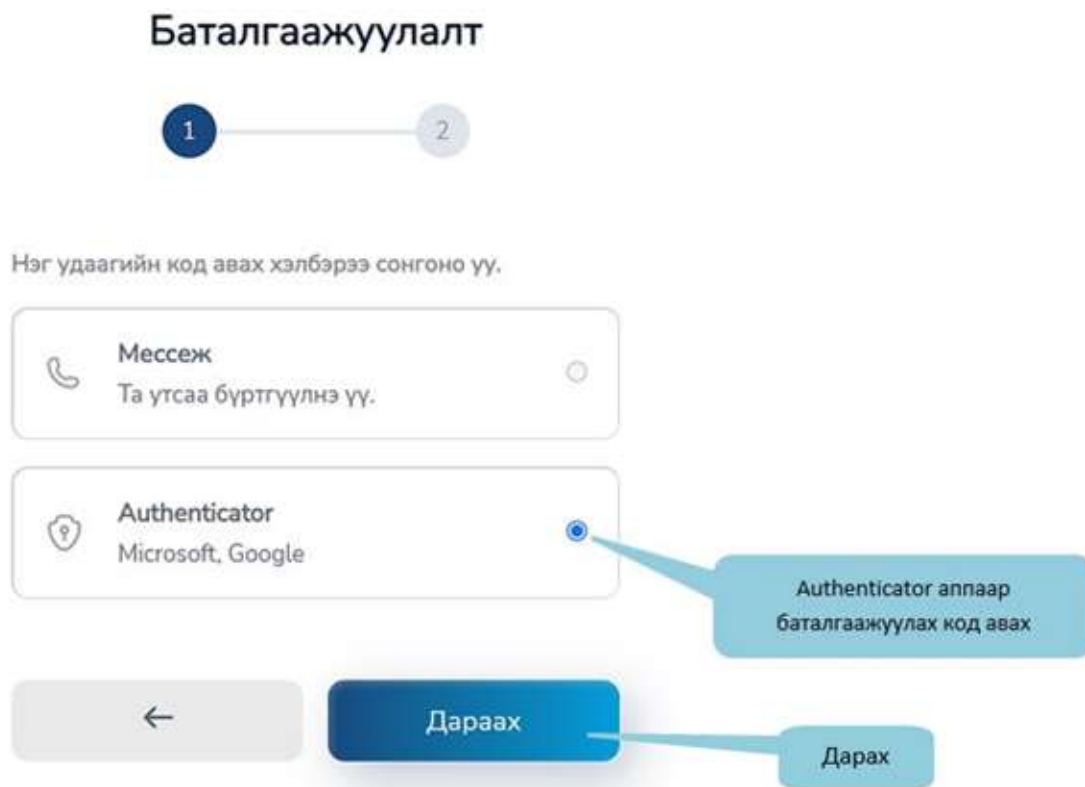 Баталгаажуулалт
1
2
Нэг удаагийн код авах хэлбэрээ сонгоно уу.
Мессеж
Та утсаа бүртгүүлнэ үү.
Authenticator
Microsoft, Google
Authenticator аппаар
баталгаажуулах код авах
Дараах
Дарах